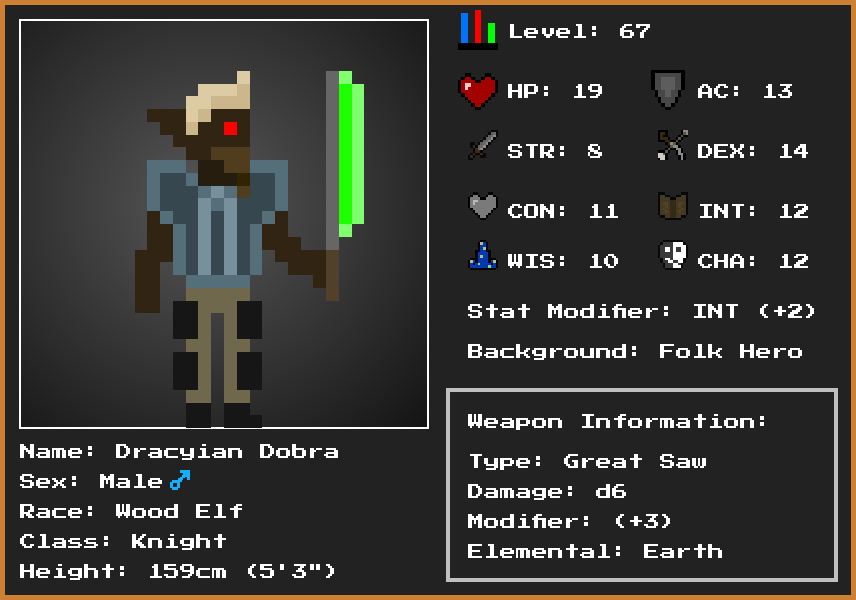 Level: 67
HP: 19 AC: 13
STR: 8 DEX: 14
CON: 11 INT: 12
WIS: 10 CHA: 12
Stat Modifier: INT (+2)
Background: Folk Hero
Weapon Information:
Type: Great Saw
Damage: d6
Modifier: (+3)
Elemental: Earth
Name: Dracyian Dobra
Sex: Male♂
Race: Wood Elf
Class: Knight
Height: 159cm (5'3")